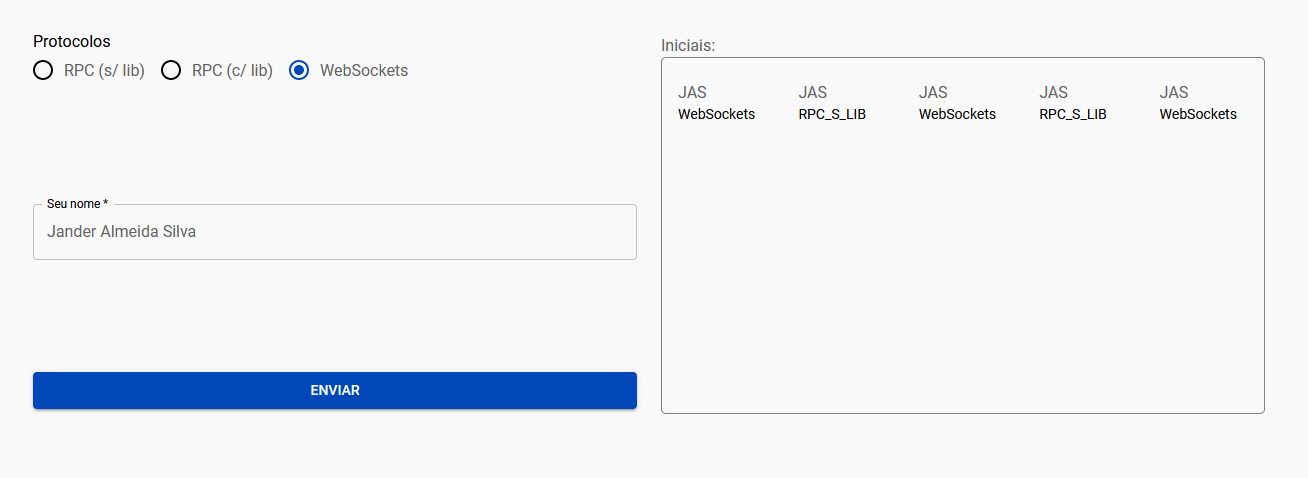 Protocolos
RPC (s/ lib) RPC (c/ lib) WebSockets
Seu nome *
Jander Almeida Silva
ENVIAR
Iniciais:
JAS JAS JAS JAS JAS
WebSockets RPC_S_LIB WebSockets RPC_S_LIB WebSockets